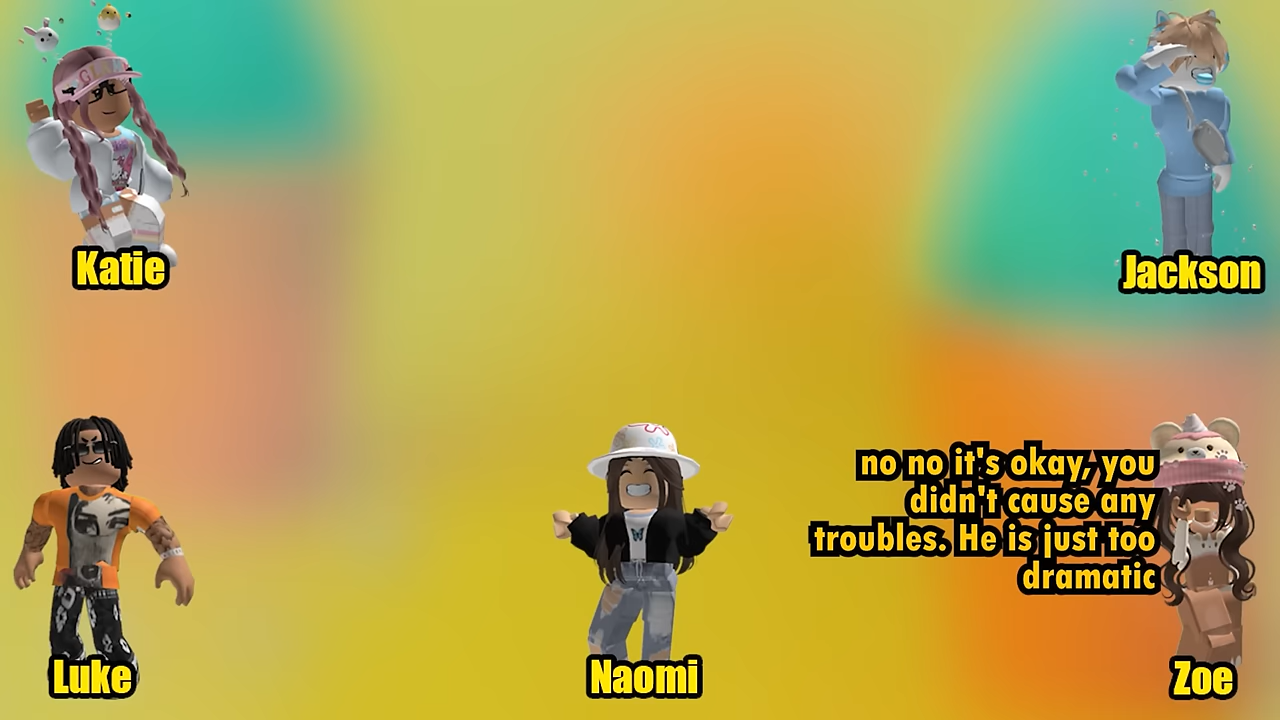 Katie
Jackson
no no it's okay, you
didn't cause any
troubles. He is just too
dramatic
Luke
Naomi
Zoe